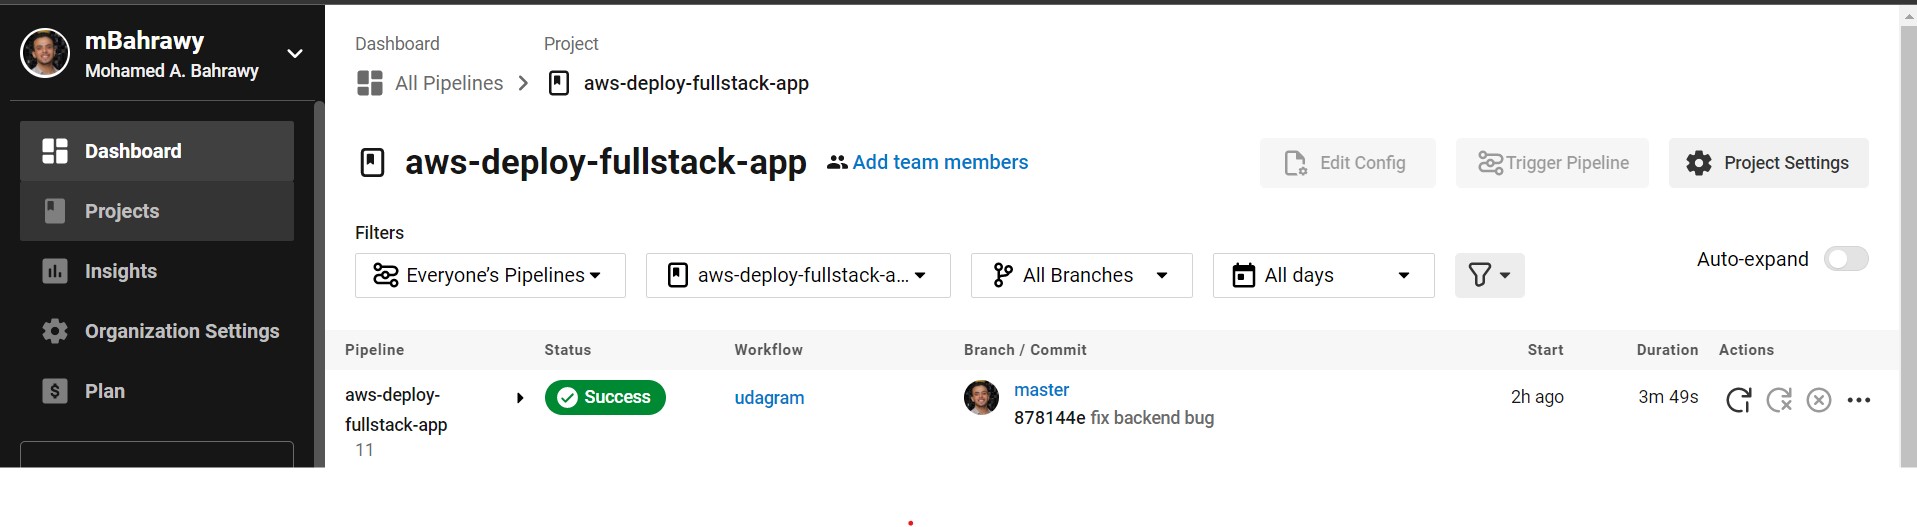 mBahrawy
Mohamed A. Bahrawy
Dashboard
Projects
Insights
Organization Settings
Plan
Dashboard Project
All Pipelines aws-deploy-fullstack-app
aws-deploy-fullstack-app Add team members
Edit Config Trigger Pipeline Project Settings
Filters
Everyone’s Pipelines aws-deploy-fullstack-a... All Branches All days
Auto-expand
Pipeline Status Workflow Branch / Commit Start Duration Actions
aws-deploy-
fullstack-app
11
Success
udagram
master
878144e fix backend bug
2h ago
3m 49s